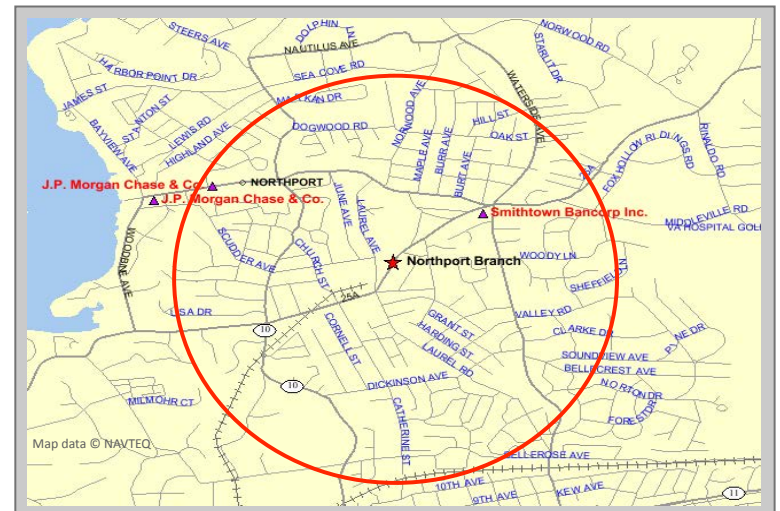 STEERS AVE
DOLPHIN LN
NORWOOD RD
NAUTILUS AVE
STARLIT DR
HARBOR POINT DR
SEA COVE RD
WATERSIDE AVE
JAMES ST
STANTON ST
MARKAN DR
NORWOOD AVE
BAYVIEW AVE
LEWIS RD
HIGHLAND AVE
DOGWOOD RD
MAPLE AVE
BURR AVE
BURT AVE
HILL ST
OAK ST
25A
FOX HOLLOW RIDLINGS RD
RINALDO RD
J.P. Morgan Chase & Co.
NORTHPORT
J.P. Morgan Chase & Co.
JUNE AVE
LAUREL AVE
Smithtown Bancorp Inc.
MIDDLEVILLE RD
VA HOSPITAL GOL
WOODBINE AVE
SCUDDER AVE
CHURCH ST
Northport Branch
WOODY LN
SHEFFIELD LN
25A
LISA DR
10
CORNELL ST
GRANT ST
HARDING ST
LAUREL RD
VALLEY RD
CLARKE DR
PYNE DR
SOUNDVIEW AVE
BELLECREST AVE
10
DICKINSON AVE
NORTON DR
MILMOHR CT
CATHERINE ST
FOREST DR
Map data © NAVTEQ
BELLEROSE AVE
10TH AVE
9TH AVE
KEW AVE
11